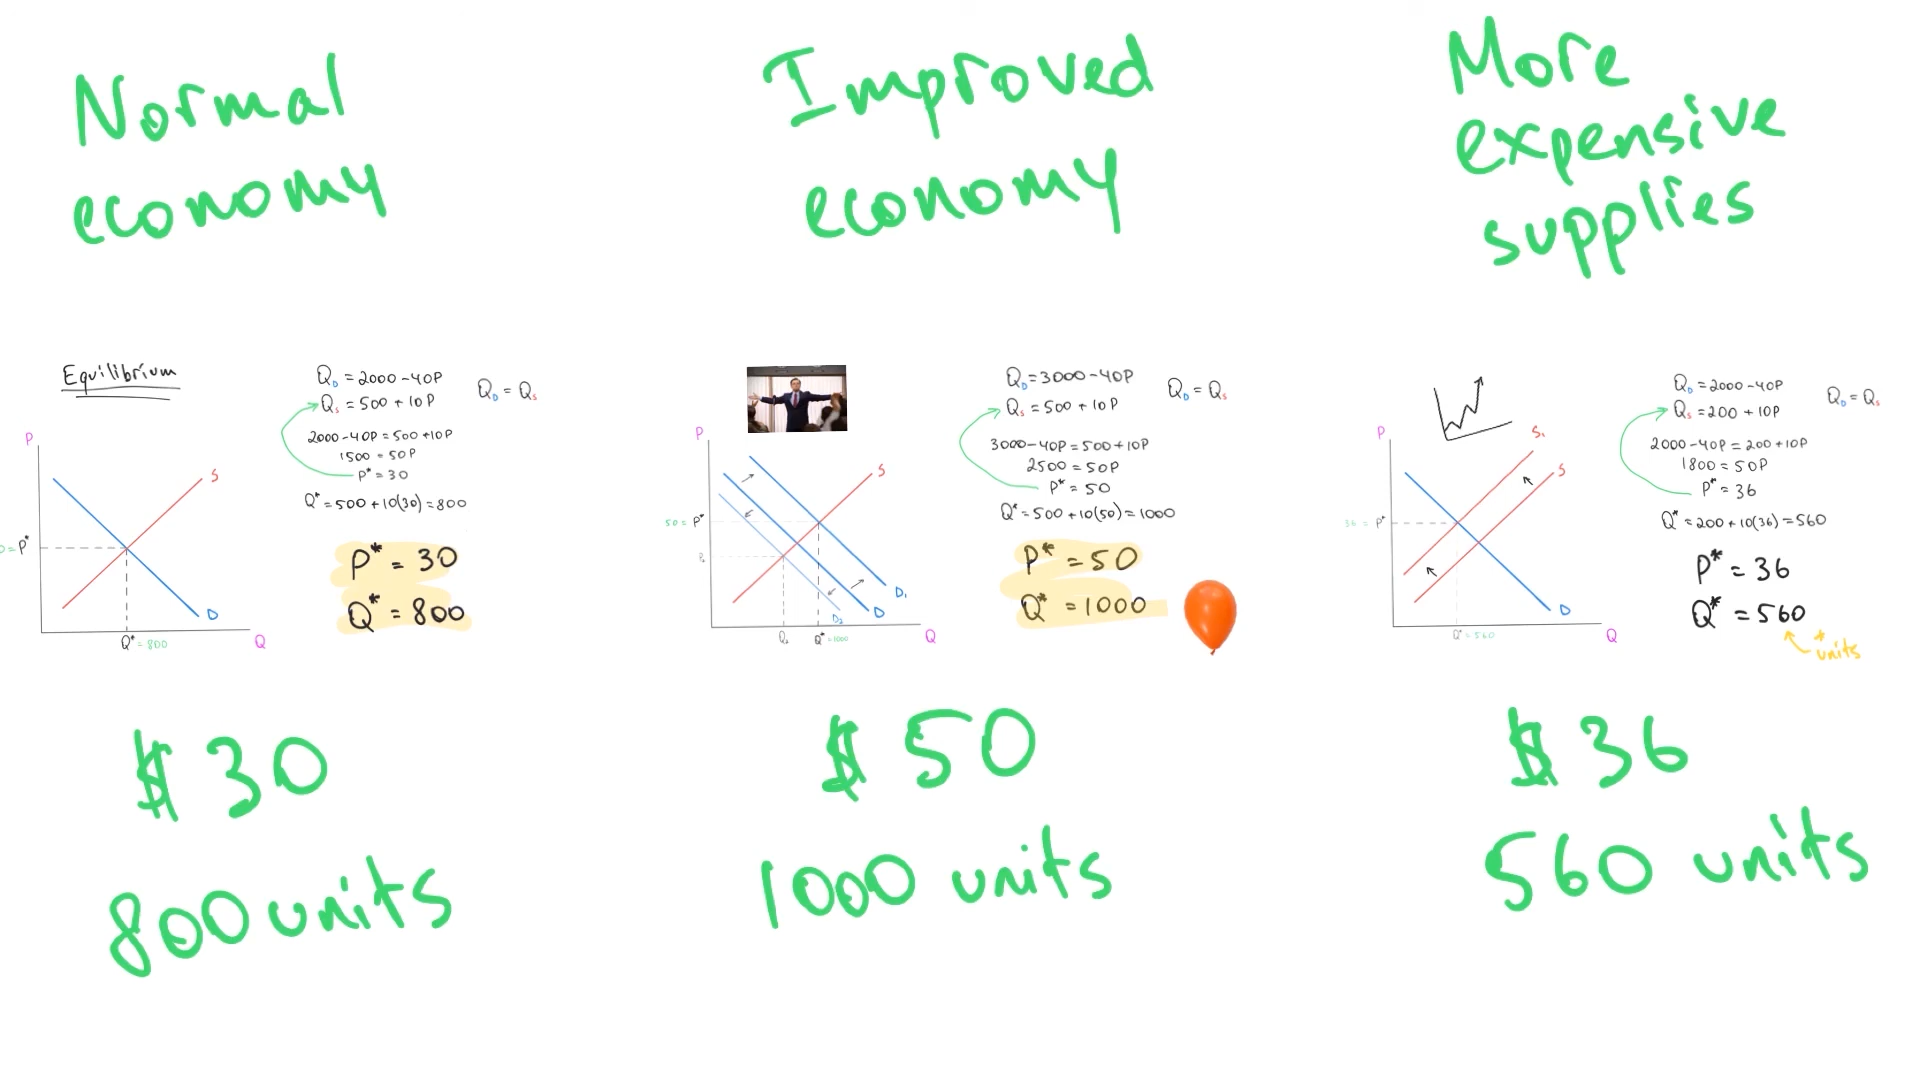 Normal
economy
Equilibrium
Q_D = 2000 - 40P
Q_S = 500 + 10P
Q_D = Q_S
2000 - 40P = 500 + 10P
1500 = 50P
P* = 30
Q* = 500 + 10(30) = 800
P* = 30
Q* = 800
P
S
0 = P*
D
Q* = 800
Q
$ 30
800 units
Improved
economy
Q_D = 3000 - 40P
Q_S = 500 + 10P
Q_D = Q_S
3000 - 40P = 500 + 10P
2500 = 50P
P* = 50
Q* = 500 + 10(50) = 1000
P* = 50
Q* = 1000
P
S
50 = P*
D₁
D
D₂
Q* = 1000
Q
$ 50
1000 units
More
expensive
supplies
Q_D = 2000 - 40P
Q_S = 200 + 10P
Q_D = Q_S
2000 - 40P = 200 + 10P
1800 = 50P
P* = 36
Q* = 200 + 10(36) = 560
P* = 36
Q* = 560
* units
P
S₁
S
36 = P*
D
Q* = 560
Q
$ 36
560 units